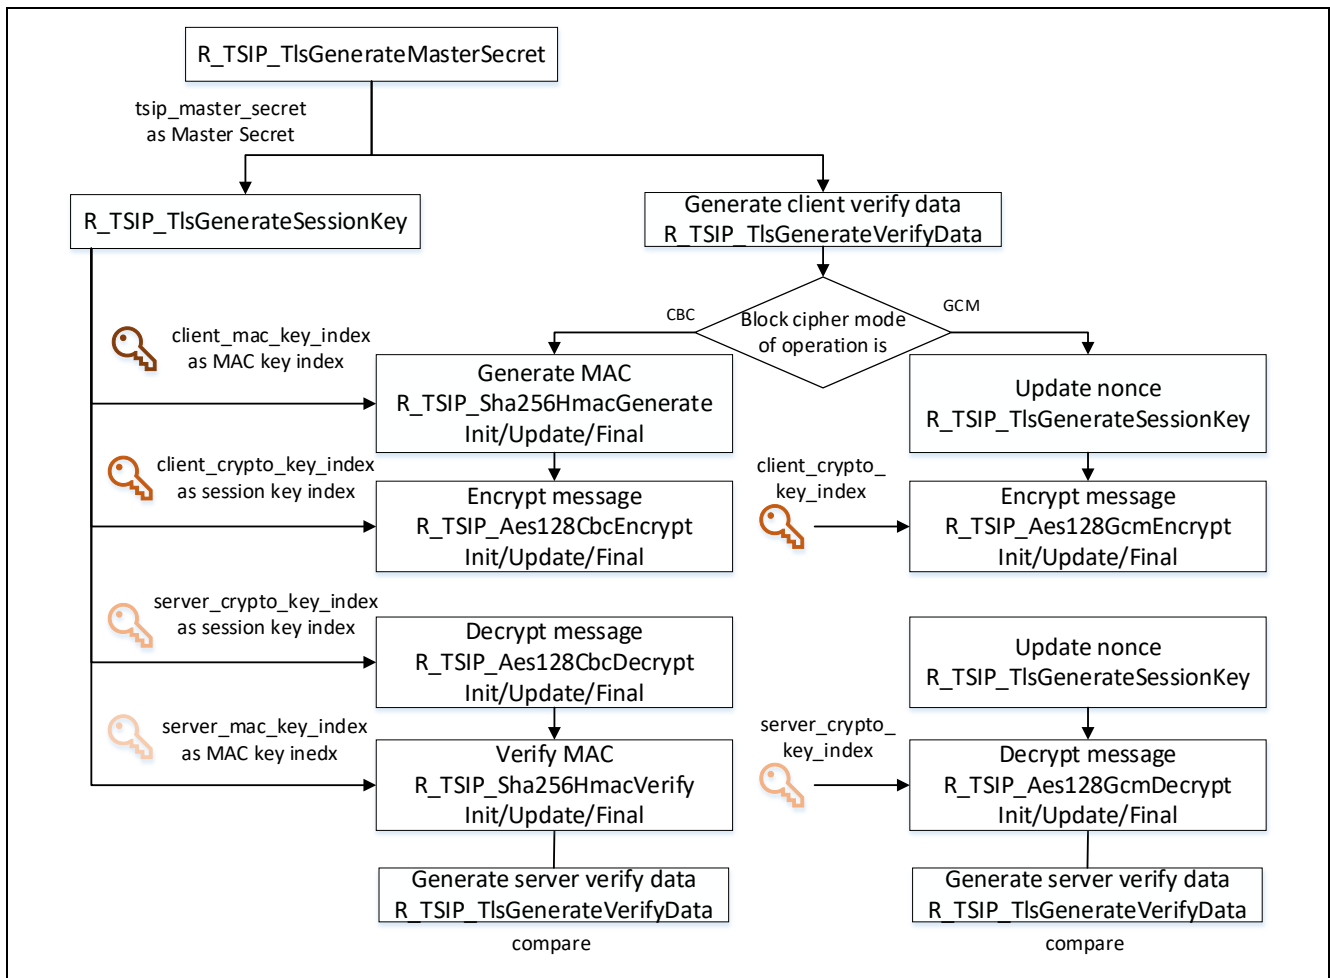 R_TSIP_TlsGenerateMasterSecret
tsip_master_secret
as Master Secret
R_TSIP_TlsGenerateSessionKey
Generate client verify data
R_TSIP_TlsGenerateVerifyData
CBC
Block cipher mode
of operation is
GCM
client_mac_key_index
as MAC key index
Generate MAC
R_TSIP_Sha256HmacGenerate
Init/Update/Final
Update nonce
R_TSIP_TlsGenerateSessionKey
client_crypto_key_index
as session key index
Encrypt message
R_TSIP_Aes128CbcEncrypt
Init/Update/Final
client_crypto_
key_index
Encrypt message
R_TSIP_Aes128GcmEncrypt
Init/Update/Final
server_crypto_key_index
as session key index
Decrypt message
R_TSIP_Aes128CbcDecrypt
Init/Update/Final
Update nonce
R_TSIP_TlsGenerateSessionKey
server_mac_key_index
as MAC key inedx
Verify MAC
R_TSIP_Sha256HmacVerify
Init/Update/Final
server_crypto_
key_index
Decrypt message
R_TSIP_Aes128GcmDecrypt
Init/Update/Final
Generate server verify data
R_TSIP_TlsGenerateVerifyData
compare
Generate server verify data
R_TSIP_TlsGenerateVerifyData
compare